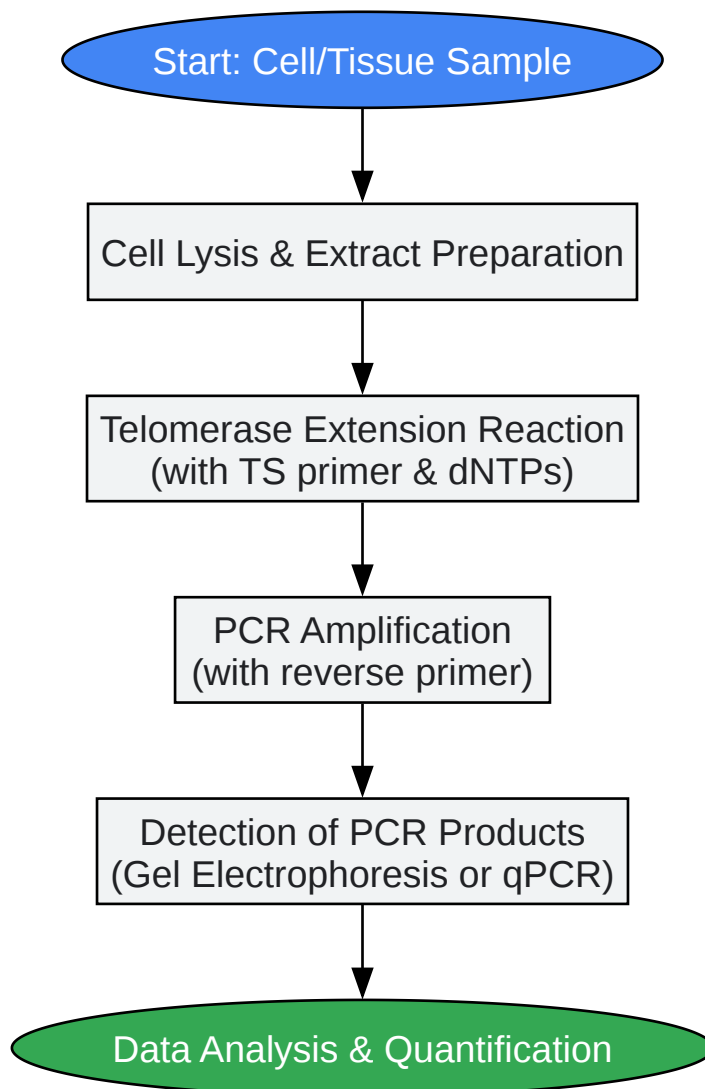 Start: Cell/Tissue Sample
Cell Lysis & Extract Preparation
Telomerase Extension Reaction
(with TS primer & dNTPs)
PCR Amplification
(with reverse primer)
Detection of PCR Products
(Gel Electrophoresis or qPCR)
Data Analysis & Quantification